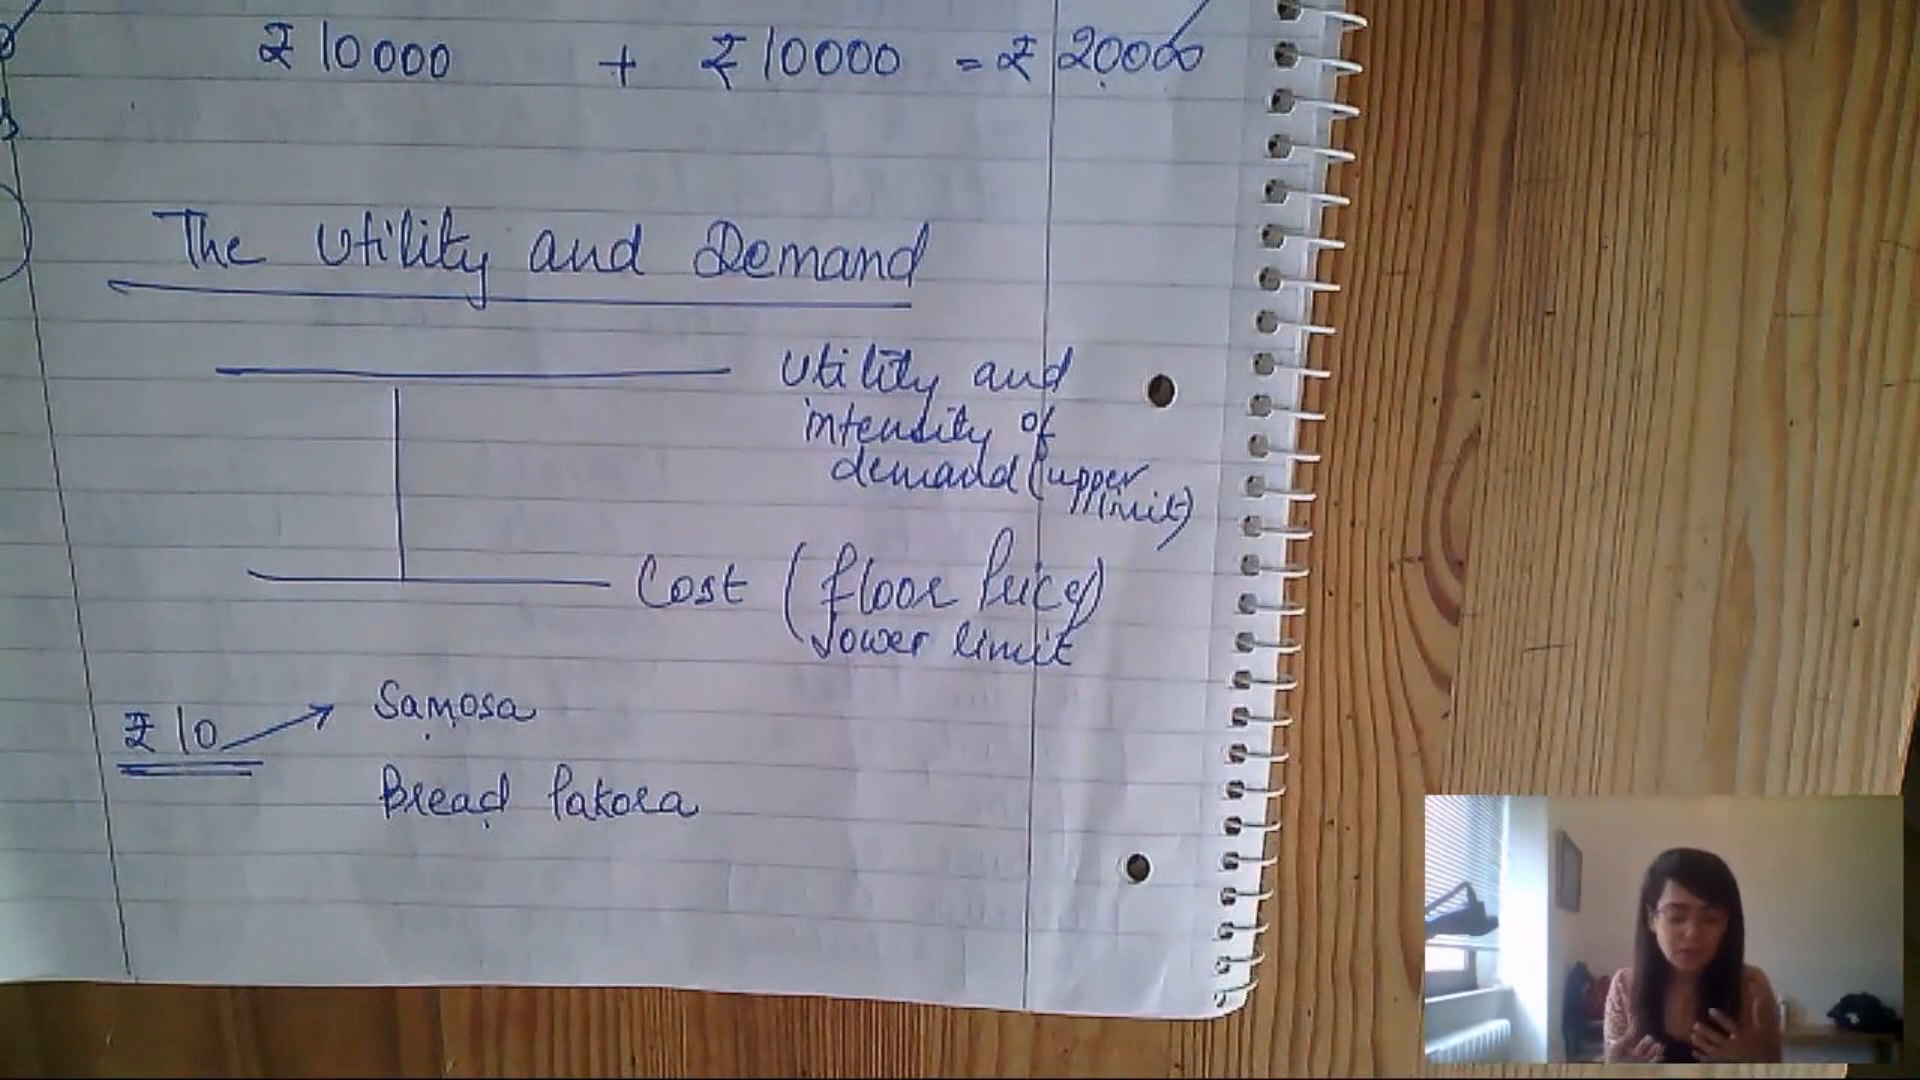 ₹ 10000 + ₹ 10000 = ₹ 20000
The Utility and Demand
Utility and
intensity of
demand (upper
limit)
Cost (floor Price)
lower limit
₹ 10 → Samosa
Bread Pakora